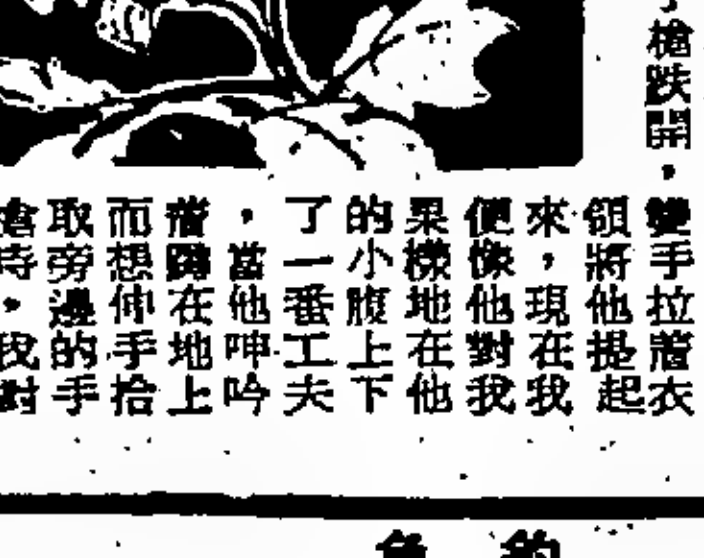 槍跌開，雙手拉着衣
領將他提起
來，現在我
便像他對我
果樣地在他
的小腹上下
了一番工夫
，當他呻吟
着蹲在地上
而想伸手拾
取旁邊的手
槍時，我對